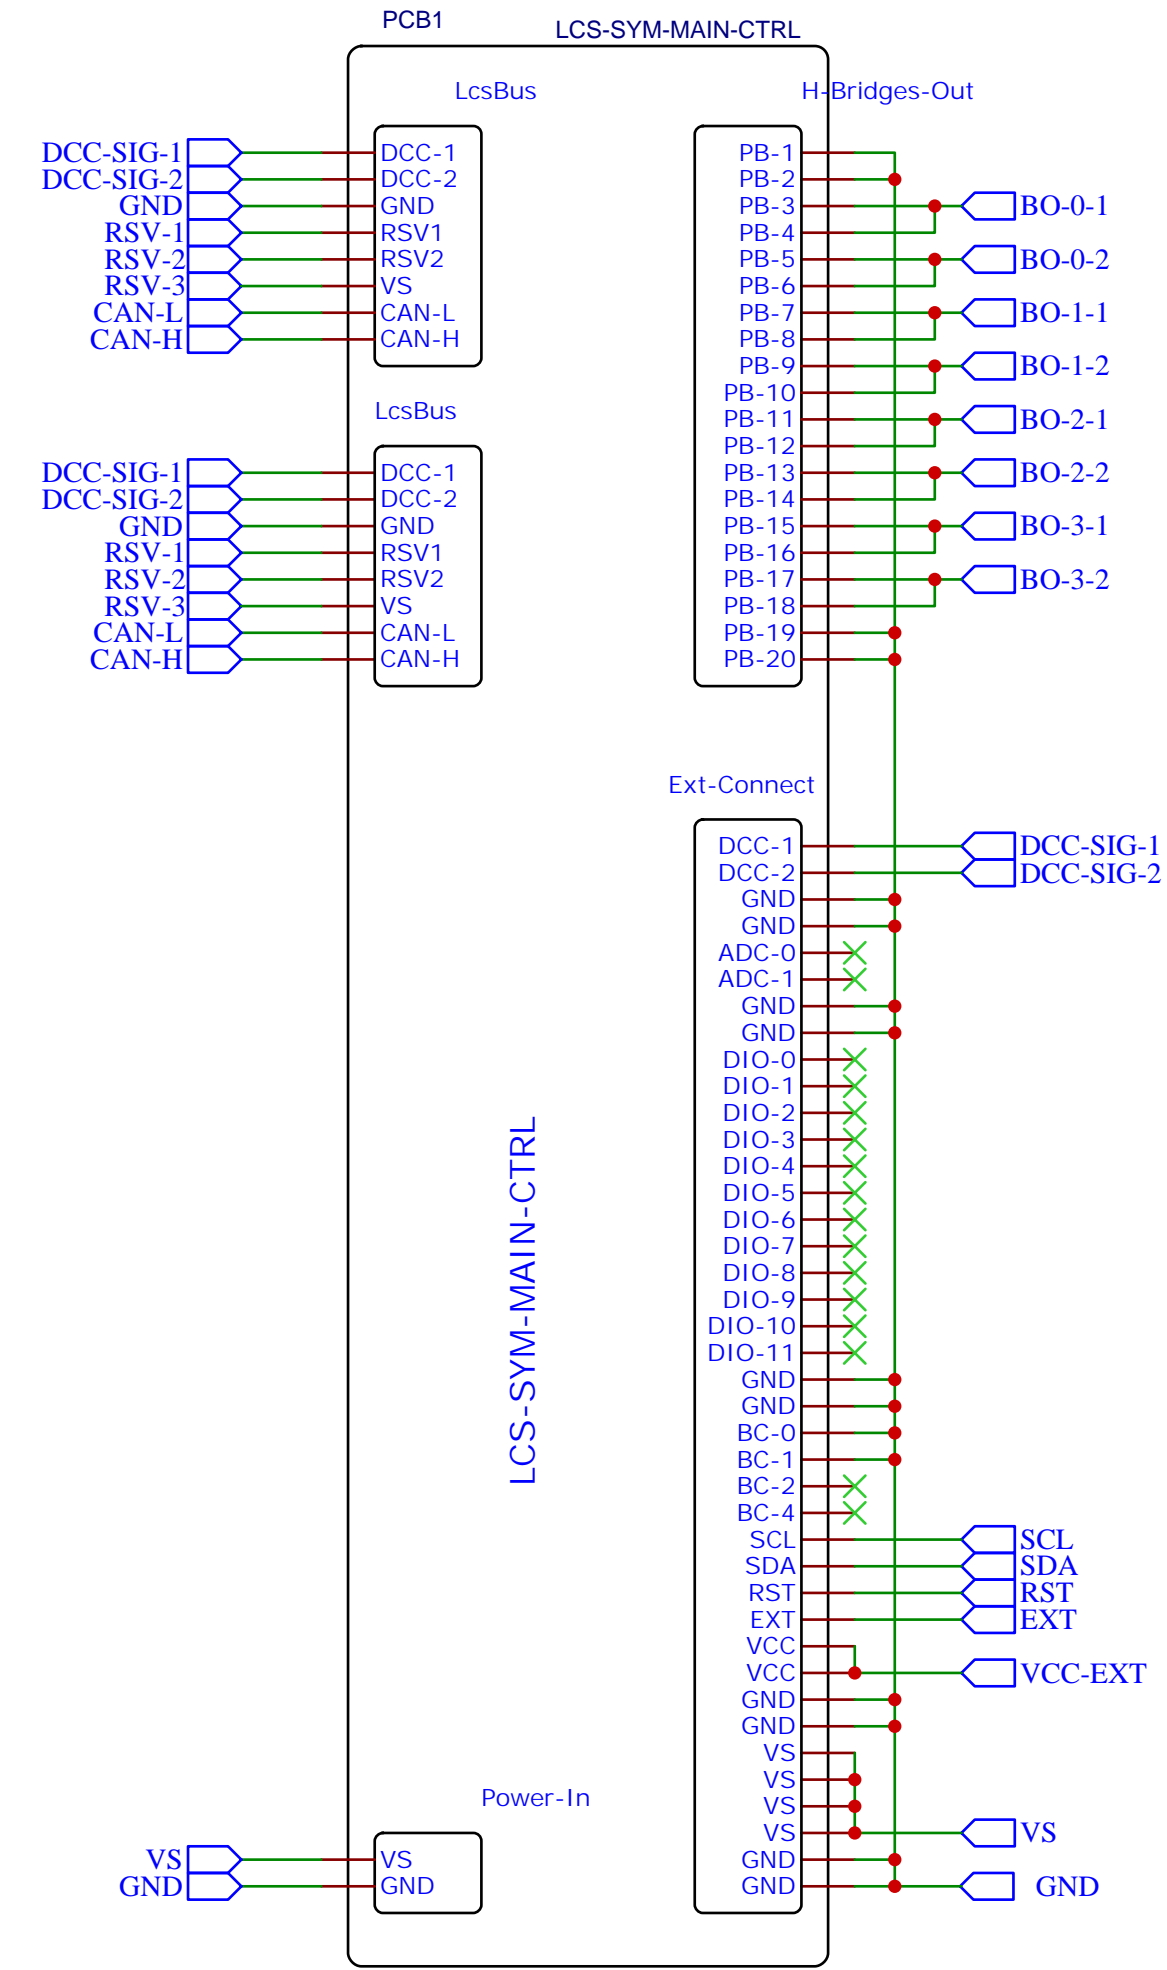 PCB1
LCS-SYM-MAIN-CTRL
LcsBus
DCC-SIG-1 DCC-1
DCC-SIG-2 DCC-2
GND GND
RSV-1 RSV1
RSV-2 RSV2
RSV-3 VS
CAN-L CAN-L
CAN-H CAN-H
LcsBus
DCC-SIG-1 DCC-1
DCC-SIG-2 DCC-2
GND GND
RSV-1 RSV1
RSV-2 RSV2
RSV-3 VS
CAN-L CAN-L
CAN-H CAN-H
H-Bridges-Out
PB-1
PB-2
PB-3 BO-0-1
PB-4
PB-5 BO-0-2
PB-6
PB-7 BO-1-1
PB-8
PB-9 BO-1-2
PB-10
PB-11 BO-2-1
PB-12
PB-13 BO-2-2
PB-14
PB-15 BO-3-1
PB-16
PB-17 BO-3-2
PB-18
PB-19
PB-20
Ext-Connect
DCC-1 DCC-SIG-1
DCC-2 DCC-SIG-2
GND
GND
ADC-0
ADC-1
GND
GND
DIO-0
DIO-1
DIO-2
DIO-3
DIO-4
DIO-5
DIO-6
DIO-7
DIO-8
DIO-9
DIO-10
DIO-11
GND
GND
BC-0
BC-1
BC-2
BC-4
SCL SCL
SDA SDA
RST RST
EXT EXT
VCC
VCC VCC-EXT
GND
GND
VS
VS
VS
VS VS
GND
GND GND
LCS-SYM-MAIN-CTRL
Power-In
VS VS
GND GND